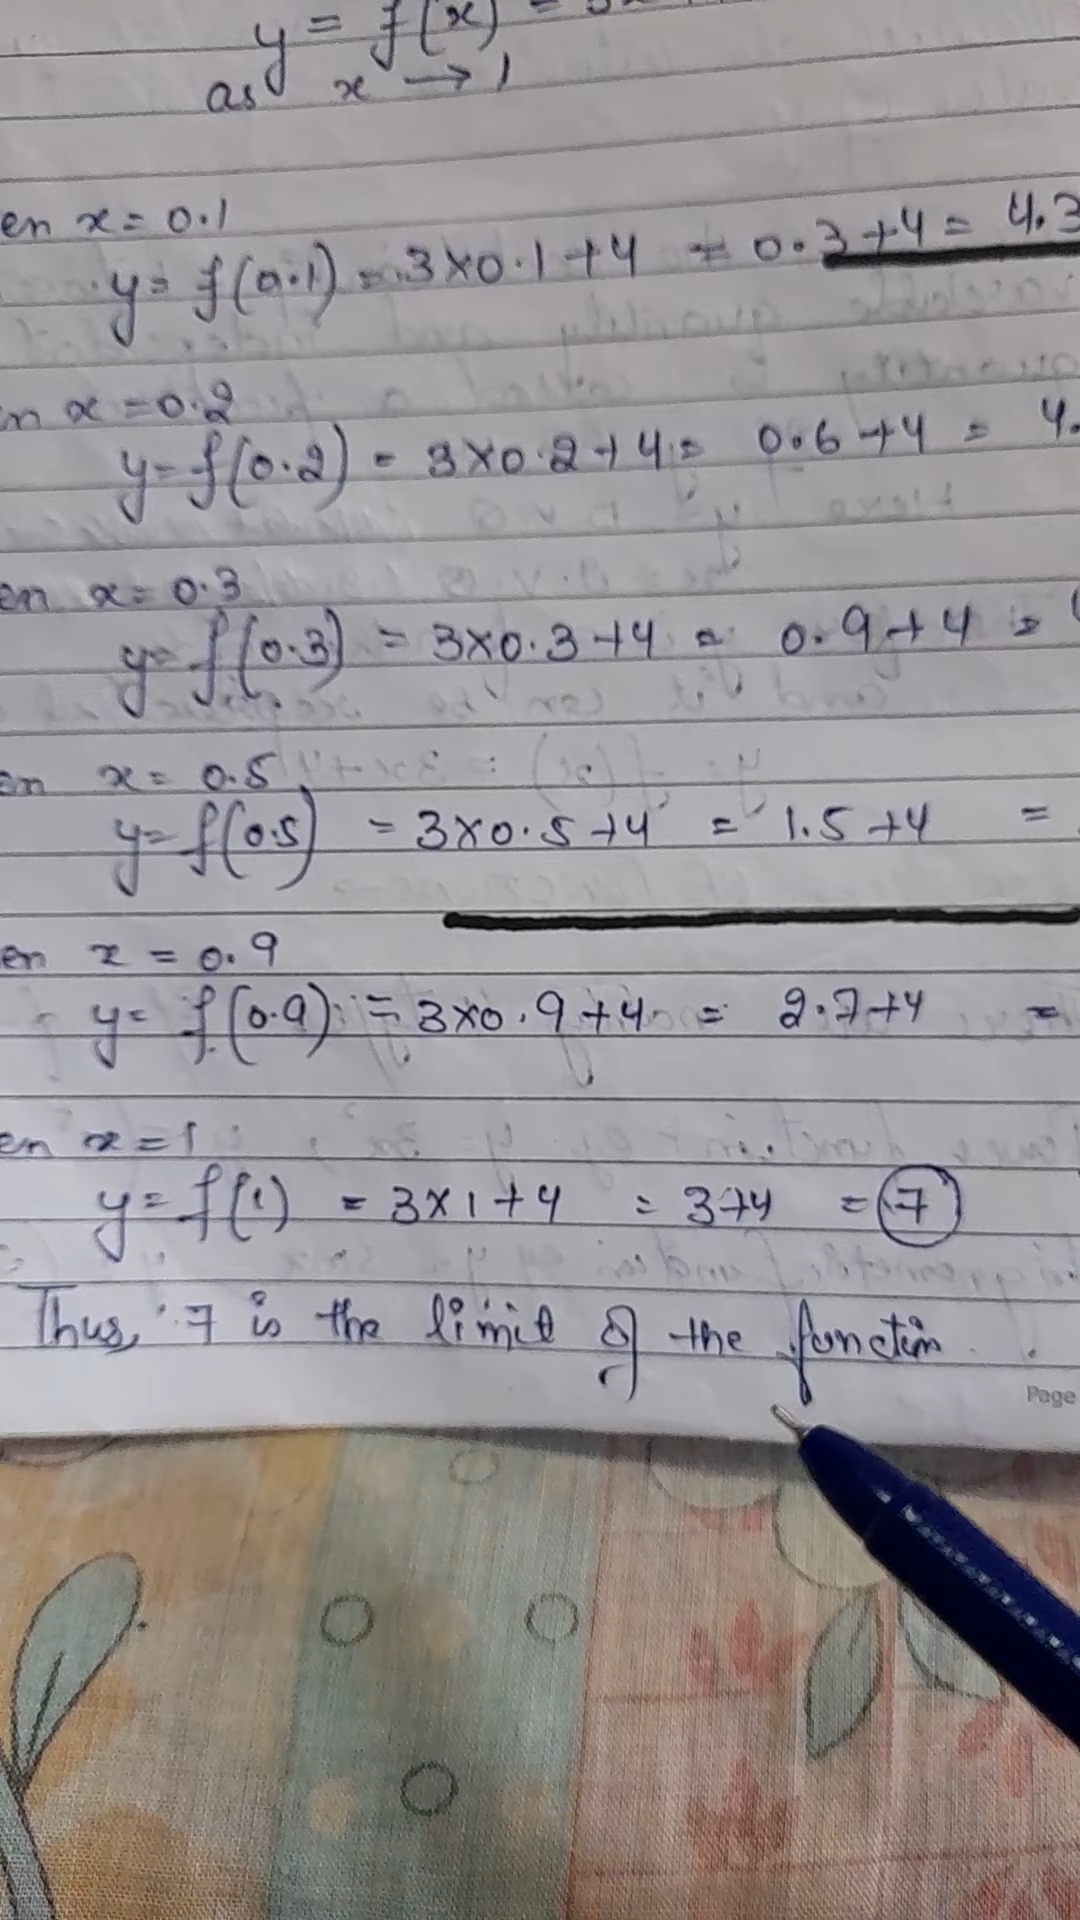 y = f(x) = 3x
as x → 1
en x = 0.1
y = f(0.1) = 3×0.1+4 = 0.3+4 = 4.3
n x = 0.2
y = f(0.2) = 3×0.2+4 = 0.6+4 = 4.
en x = 0.3
y = f(0.3) = 3×0.3+4 = 0.9+4 =
en x = 0.5
y = f(0.5) = 3×0.5+4 = 1.5+4 =
en x = 0.9
y = f(0.9) = 3×0.9+4 = 2.7+4 =
en x = 1
y = f(1) = 3×1+4 = 3+4 = 7
Thus, 7 is the limit of the functin.
Page